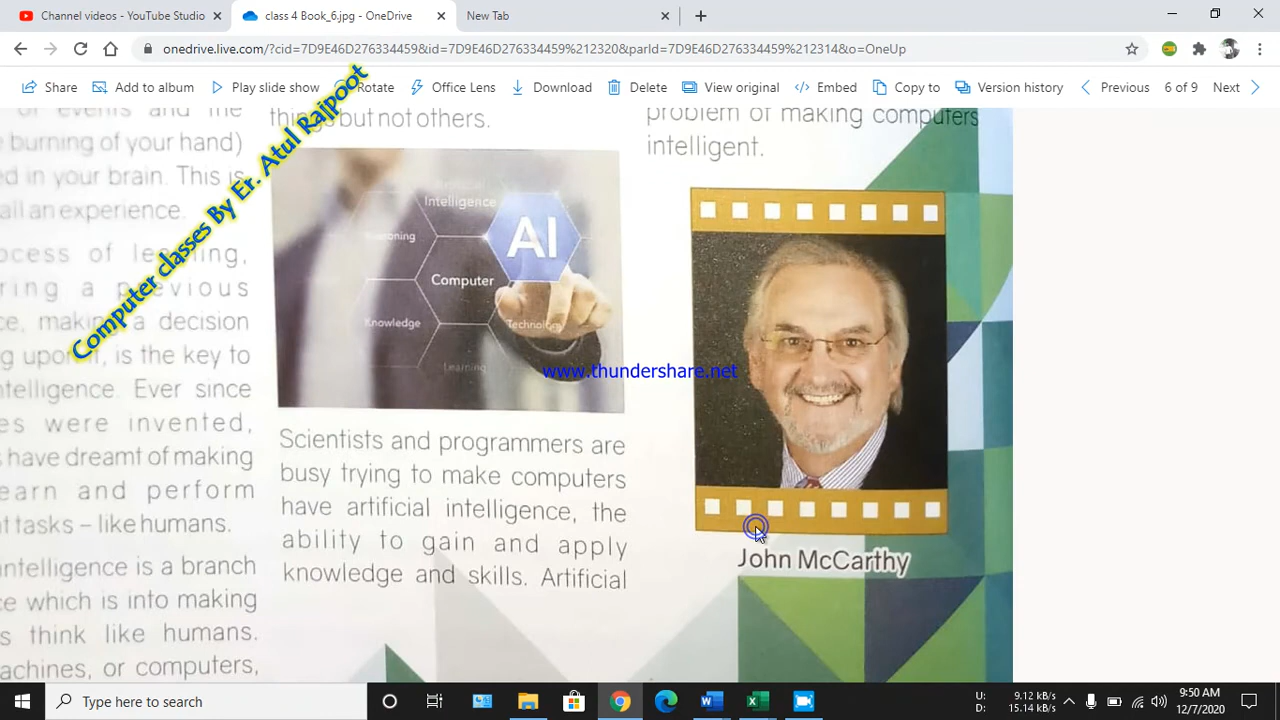 Channel videos - YouTube Studio
class 4 Book_6.jpg - OneDrive
New Tab
onedrive.live.com/?cid=7D9E46D276334459&id=7D9E46D276334459%212320&parId=7D9E46D276334459%212314&o=OneUp
Share
Add to album
Play slide show
Rotate
Office Lens
Download
Delete
View original
Embed
Copy to
Version history
Previous
6 of 9
Next
Computer classes By Er. Atul Rajpoot
of events and the
burning of your hand)
ed in your brain. This is
all an experience.
ocess of learning,
ring a previous
ce, making a decision
ng upon it, is the key to
ntelligence. Ever since
es were invented,
s have dreamt of making
earn and perform
nt tasks – like humans.
intelligence is a branch
ce which is into making
s think like humans.
achines, or computers,
things but not others.
Intelligence
Reasoning
AI
Computer
Knowledge
Technology
Learning
www.thundershare.net
Scientists and programmers are
busy trying to make computers
have artificial intelligence, the
ability to gain and apply
knowledge and skills. Artificial
problem of making computers
intelligent.
John McCarthy
Type here to search
U: 9.12 kB/s
D: 15.14 kB/s
9:50 AM
12/7/2020